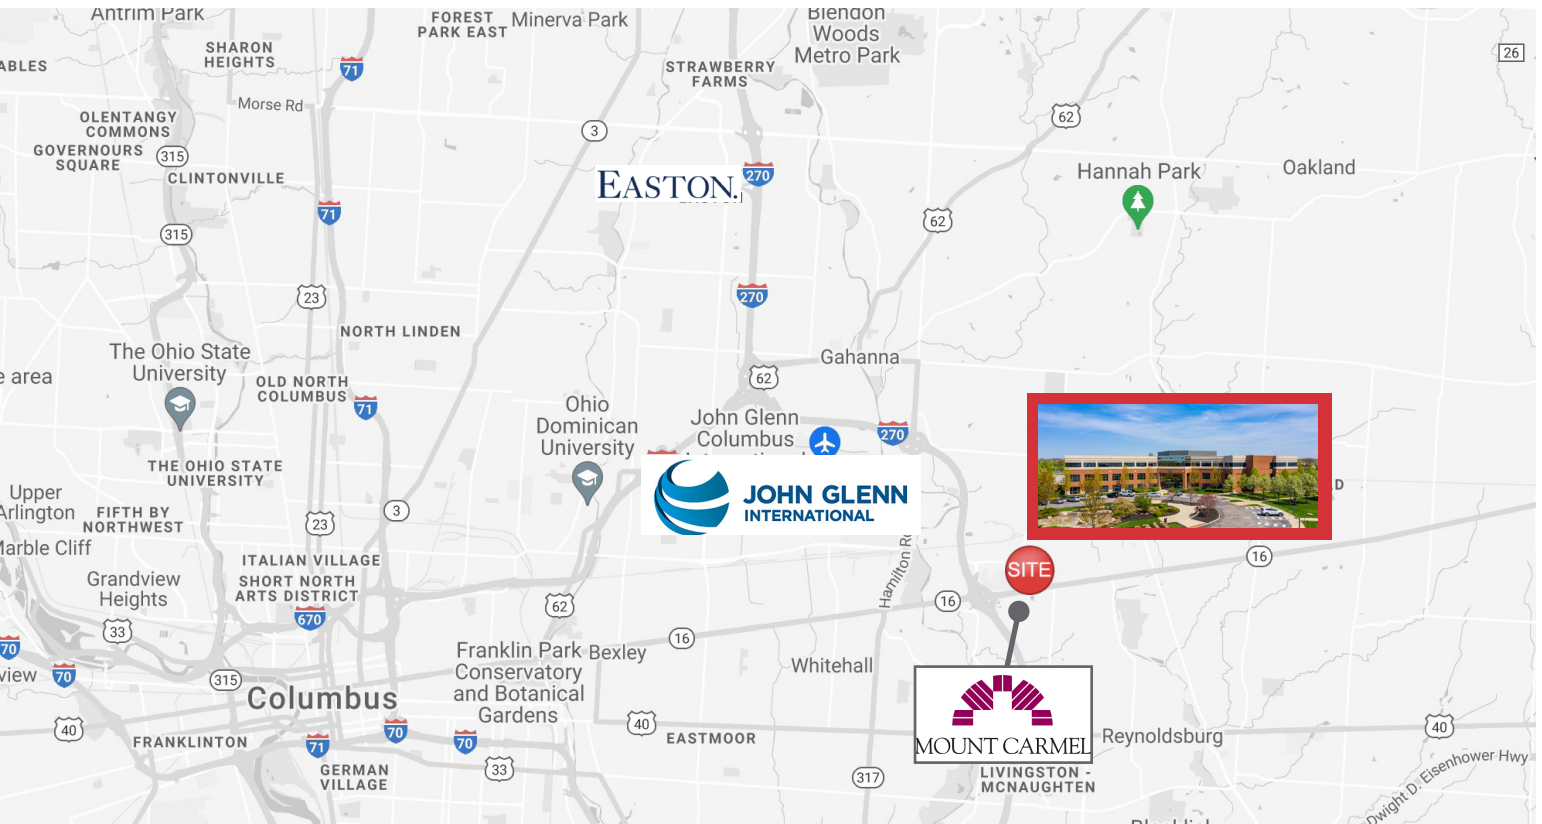 Antrim Park
FOREST
PARK EAST
Minerva Park
Blendon
Woods
Metro Park
SHARON
HEIGHTS
ABLES
71
STRAWBERRY
FARMS
26
Morse Rd
OLENTANGY
COMMONS
3
62
GOVERNOURS
SQUARE
315
CLINTONVILLE
EASTON.
270
Hannah Park
Oakland
71
62
315
23
270
NORTH LINDEN
The Ohio State
University
Gahanna
e area
OLD NORTH
COLUMBUS
62
71
Ohio
Dominican
University
John Glenn
Columbus
International
270
THE OHIO STATE
UNIVERSITY
D
Upper
Arlington
FIFTH BY
NORTHWEST
JOHN GLENN
INTERNATIONAL
3
23
Marble Cliff
ITALIAN VILLAGE
Hamilton Rd
16
SITE
Grandview
Heights
SHORT NORTH
ARTS DISTRICT
16
62
670
33
70
Franklin Park
Conservatory
and Botanical
Gardens
Bexley
16
Whitehall
view
70
315
Columbus
40
FRANKLINTON
71
70
70
40
EASTMOOR
MOUNT CARMEL
Reynoldsburg
40
GERMAN
VILLAGE
33
317
LIVINGSTON -
MCNAUGHTEN
Dwight D. Eisenhower Hwy